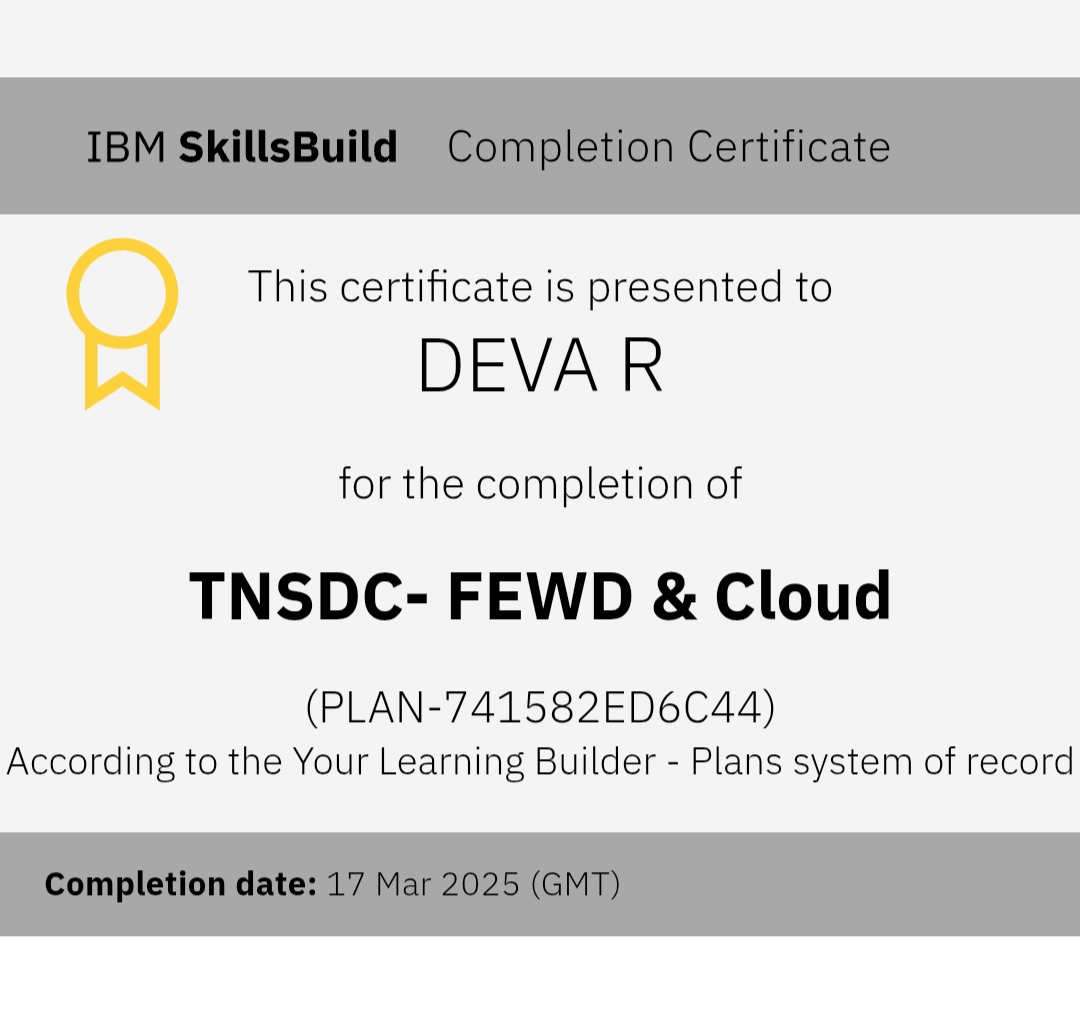 IBM SkillsBuild Completion Certificate
This certificate is presented to
DEVA R
for the completion of
TNSDC- FEWD & Cloud
(PLAN-741582ED6C44)
According to the Your Learning Builder - Plans system of record
Completion date: 17 Mar 2025 (GMT)